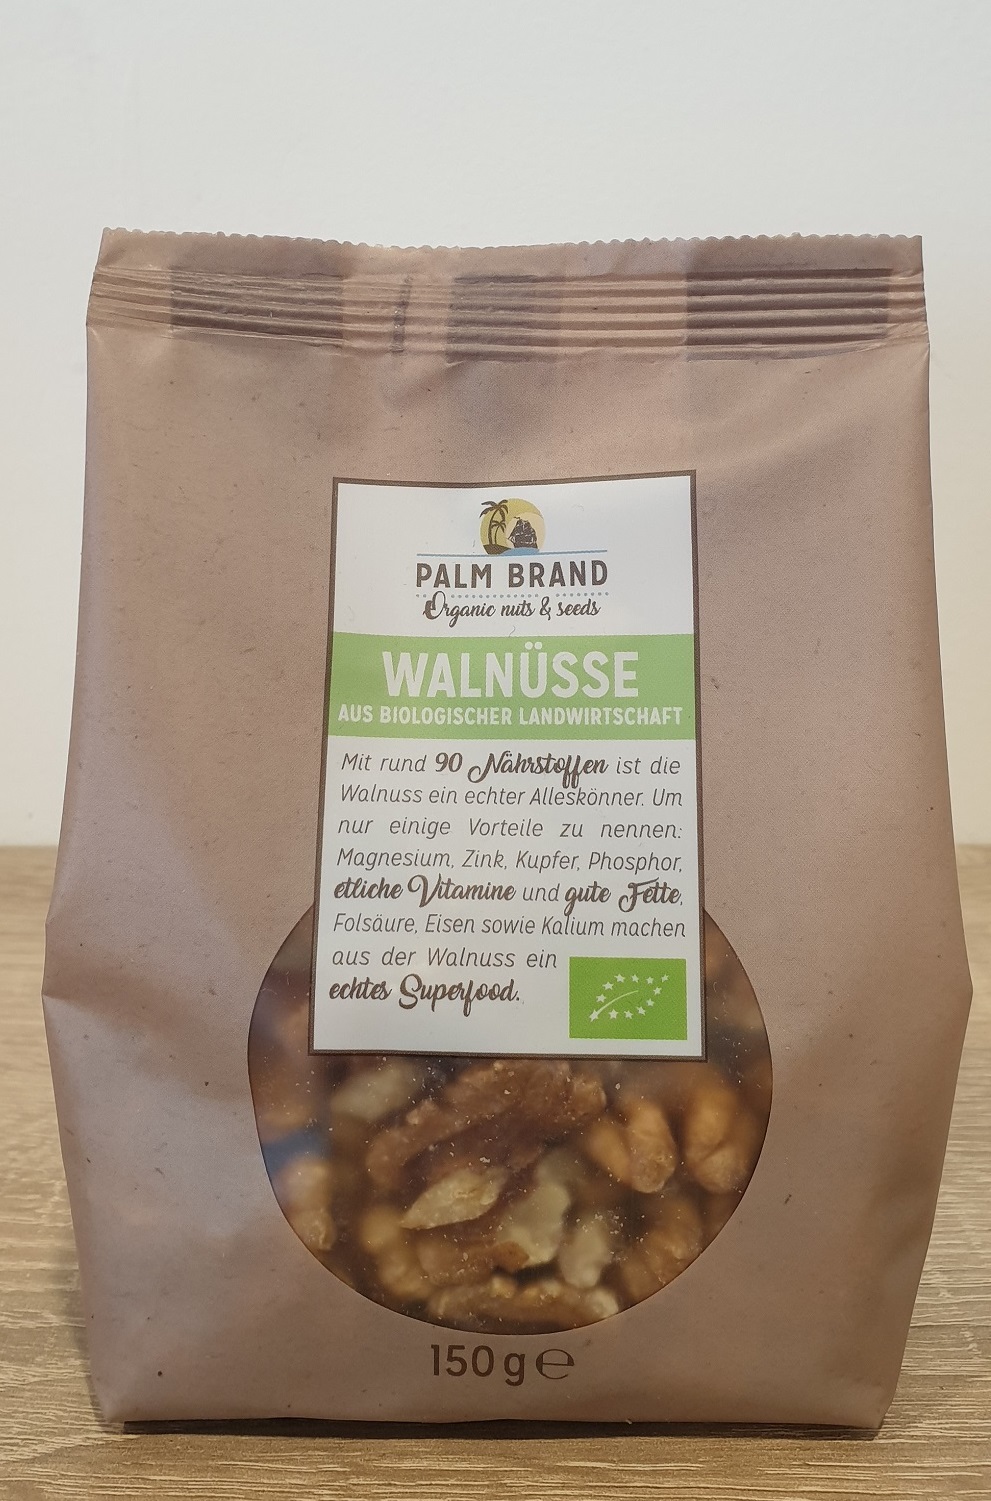 PALM BRAND
Organic nuts & seeds
WALNÜSSE
AUS BIOLOGISCHER LANDWIRTSCHAFT
Mit rund 90 Nährstoffen ist die
Walnuss ein echter Alleskönner. Um
nur einige Vorteile zu nennen:
Magnesium, Zink, Kupfer, Phosphor,
etliche Vitamine und gute Fette,
Folsäure, Eisen sowie Kalium machen
aus der Walnuss ein
echtes Superfood.
150 g ℮